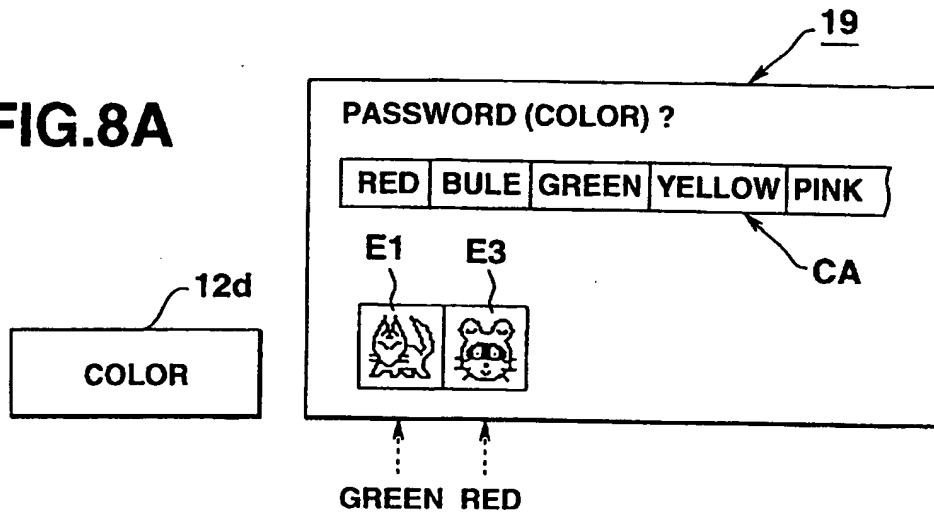 19
FIG.8A
PASSWORD (COLOR) ?
RED BULE GREEN YELLOW PINK
E1 E3
CA
12d
COLOR
GREEN RED